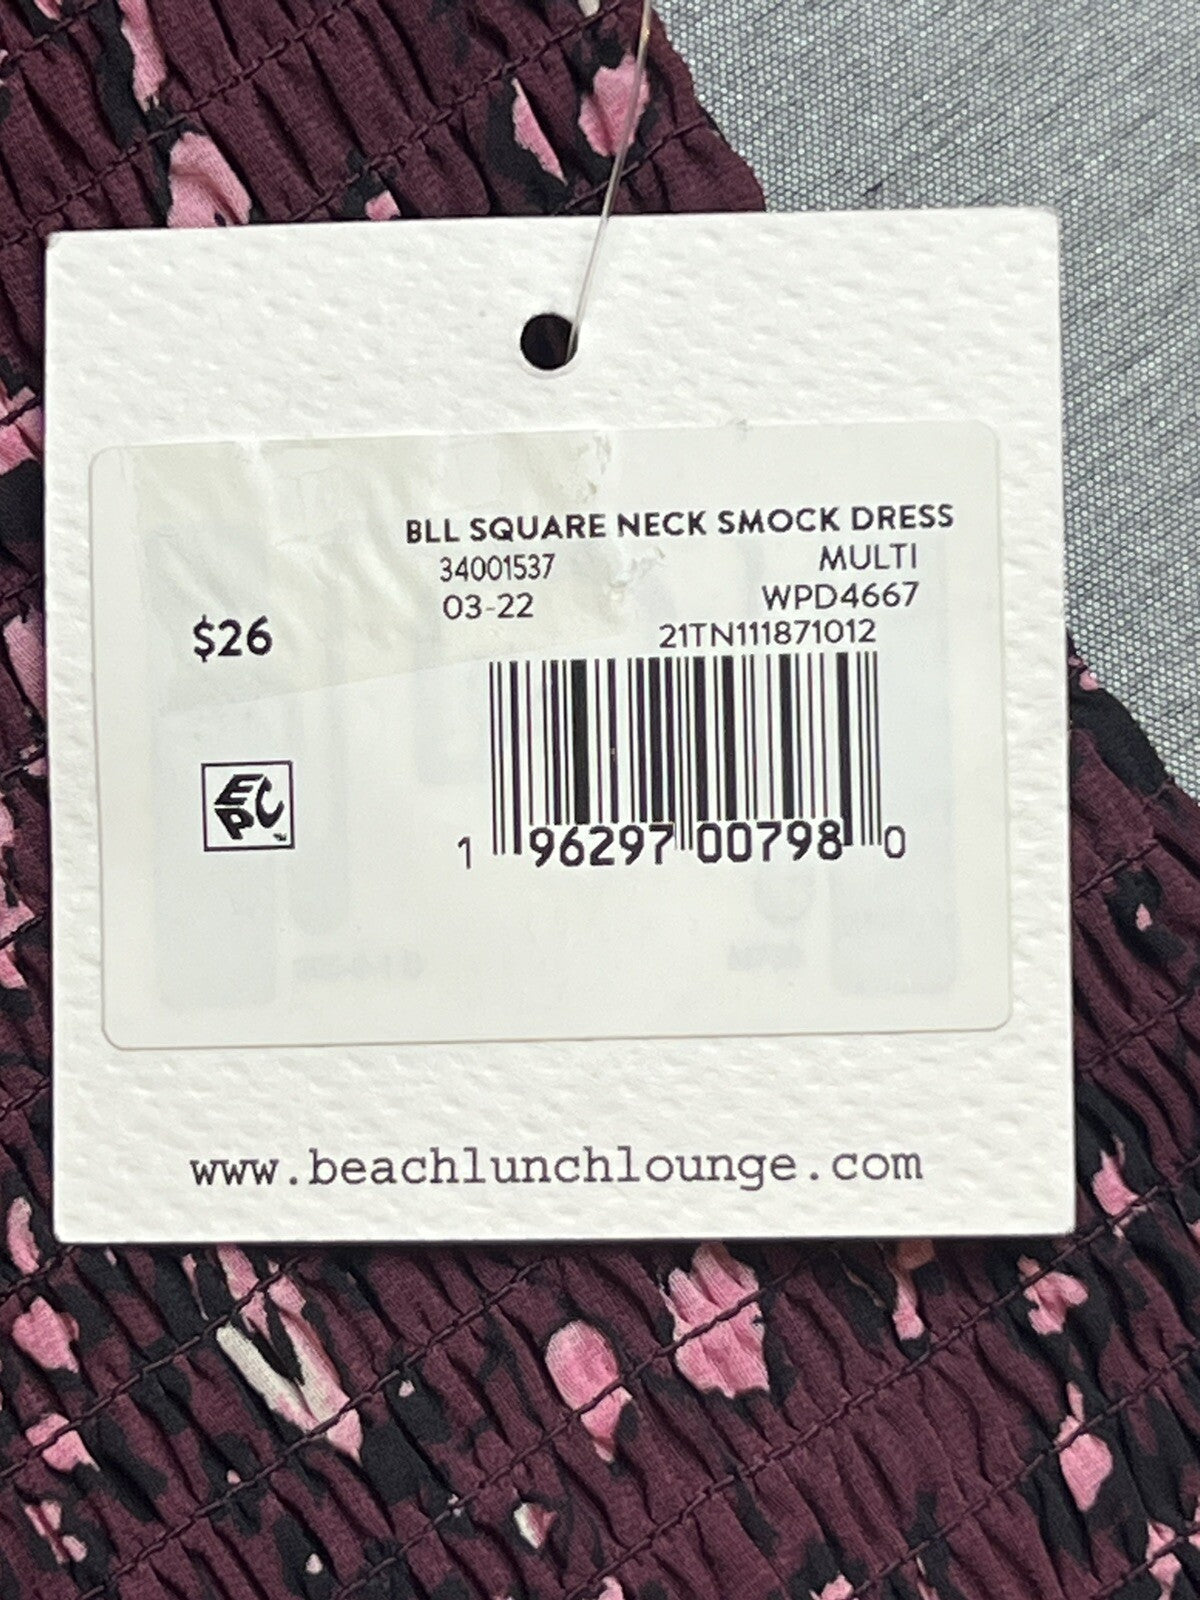 BLL SQUARE NECK SMOCK DRESS
34001537 MULTI
03-22 WPD4667
$26
21TN111871012
EPC
1 96297 00798 0
www.beachlunchlounge.com